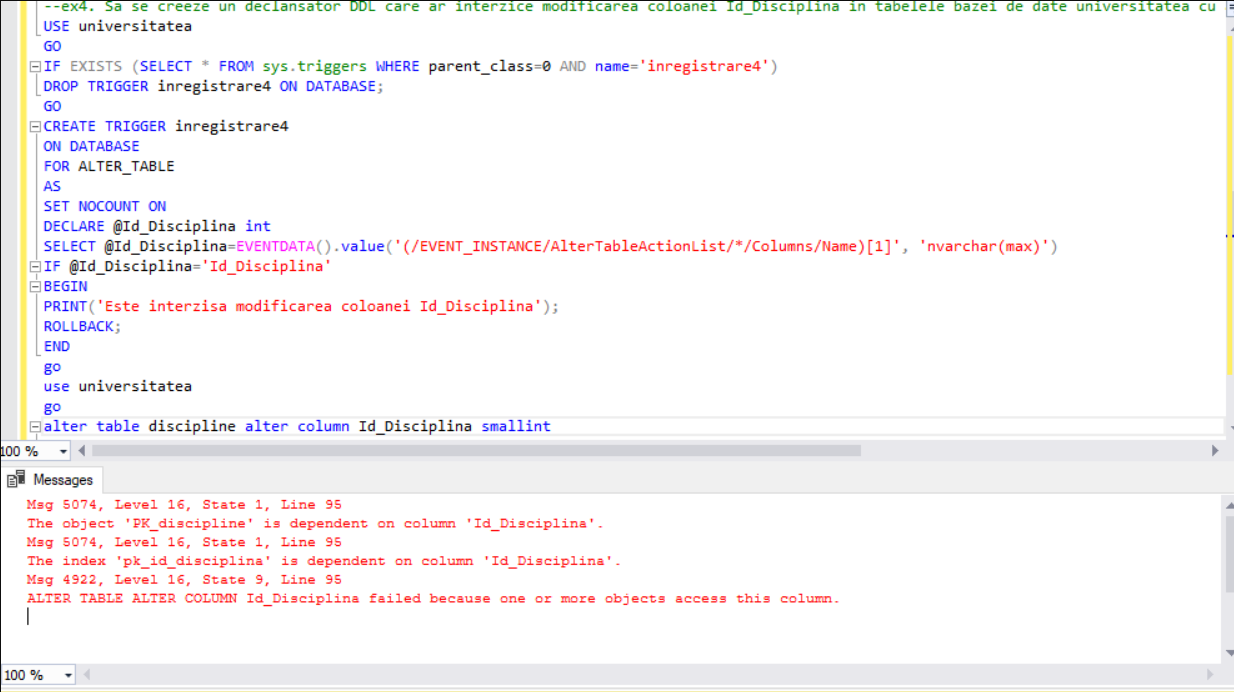 --ex4. Sa se creeze un declansator DDL care ar interzice modificarea coloanei Id_Disciplina in tabelele bazei de date universitatea cu
USE universitatea
GO
IF EXISTS (SELECT * FROM sys.triggers WHERE parent_class=0 AND name='inregistrare4')
DROP TRIGGER inregistrare4 ON DATABASE;
GO
CREATE TRIGGER inregistrare4
ON DATABASE
FOR ALTER_TABLE
AS
SET NOCOUNT ON
DECLARE @Id_Disciplina int
SELECT @Id_Disciplina=EVENTDATA().value('(/EVENT_INSTANCE/AlterTableActionList/*/Columns/Name)[1]', 'nvarchar(max)')
IF @Id_Disciplina='Id_Disciplina'
BEGIN
PRINT('Este interzisa modificarea coloanei Id_Disciplina');
ROLLBACK;
END
go
use universitatea
go
alter table discipline alter column Id_Disciplina smallint
100 %
Messages
Msg 5074, Level 16, State 1, Line 95
The object 'PK_discipline' is dependent on column 'Id_Disciplina'.
Msg 5074, Level 16, State 1, Line 95
The index 'pk_id_disciplina' is dependent on column 'Id_Disciplina'.
Msg 4922, Level 16, State 9, Line 95
ALTER TABLE ALTER COLUMN Id_Disciplina failed because one or more objects access this column.
100 %